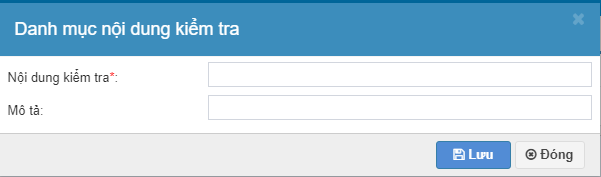 Danh mục nội dung kiểm tra
Nội dung kiểm tra*:
Mô tả:
Lưu Đóng